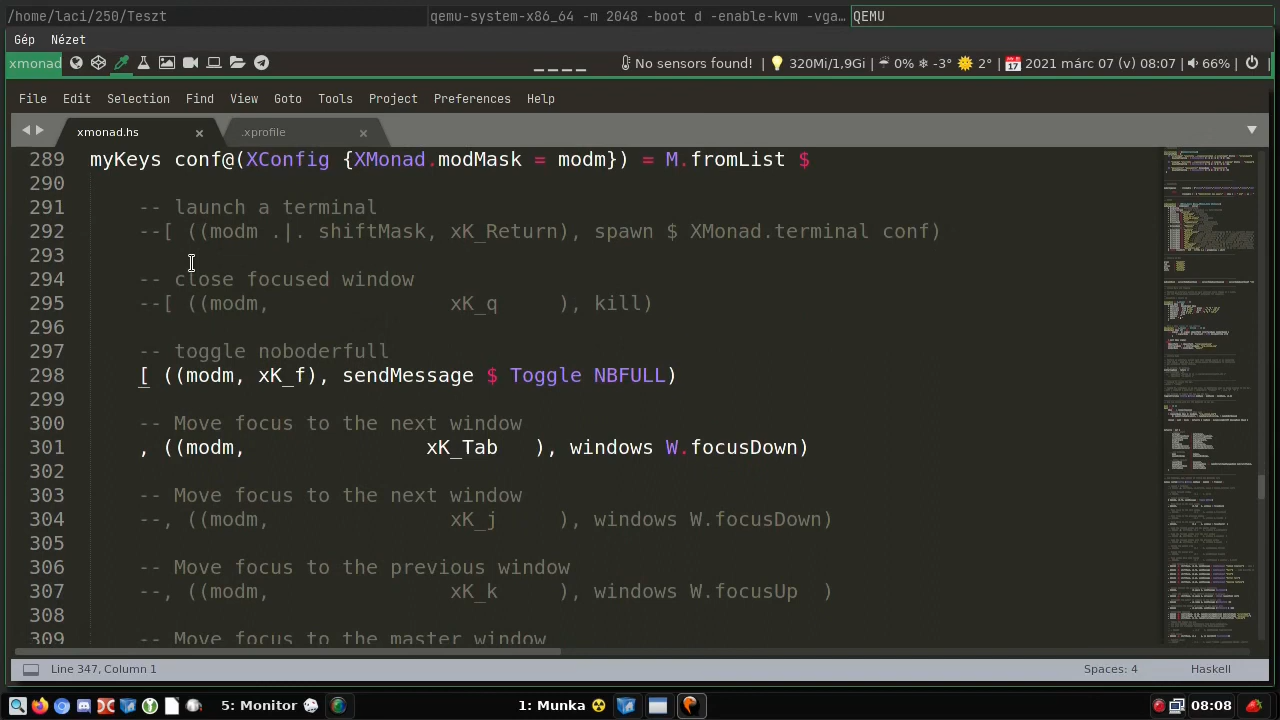 /home/laci/250/Teszt
qemu-system-x86_64 -m 2048 -boot d -enable-kvm -vga…
QEMU
Gép Nézet
xmonad
No sensors found! | 320Mi/1,9Gi | 0% -3° 2° | 17 2021 márc 07 (v) 08:07 | 66% |
File Edit Selection Find View Goto Tools Project Preferences Help
xmonad.hs × .xprofile ×
289 myKeys conf@(XConfig {XMonad.modMask = modm}) = M.fromList $
290
291 -- launch a terminal
292 --[ ((modm .|. shiftMask, xK_Return), spawn $ XMonad.terminal conf)
293
294 -- close focused window
295 --[ ((modm, xK_q ), kill)
296
297 -- toggle noboderfull
298 [ ((modm, xK_f), sendMessage $ Toggle NBFULL)
299
300 -- Move focus to the next window
301 , ((modm, xK_Tab ), windows W.focusDown)
302
303 -- Move focus to the next window
304 --, ((modm, ), windows W.focusDown)
305
306 -- Move focus to the previous window
307 --, ((modm, ), windows W.focusUp )
308
309 -- Move focus to the master window
Line 347, Column 1 Spaces: 4 Haskell
5: Monitor 1: Munka 08:08